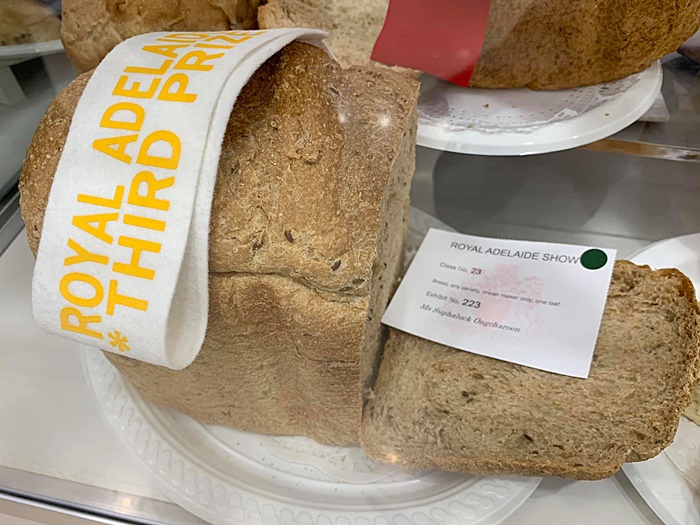 ROYAL ADELAID
* THIRD PRIZE
ROYAL ADELAIDE SHOW
Class No. 23
Bread, any variety, bread maker only, one loaf.
Exhibit No. 223
Ms Suphaluck Ongcharoen